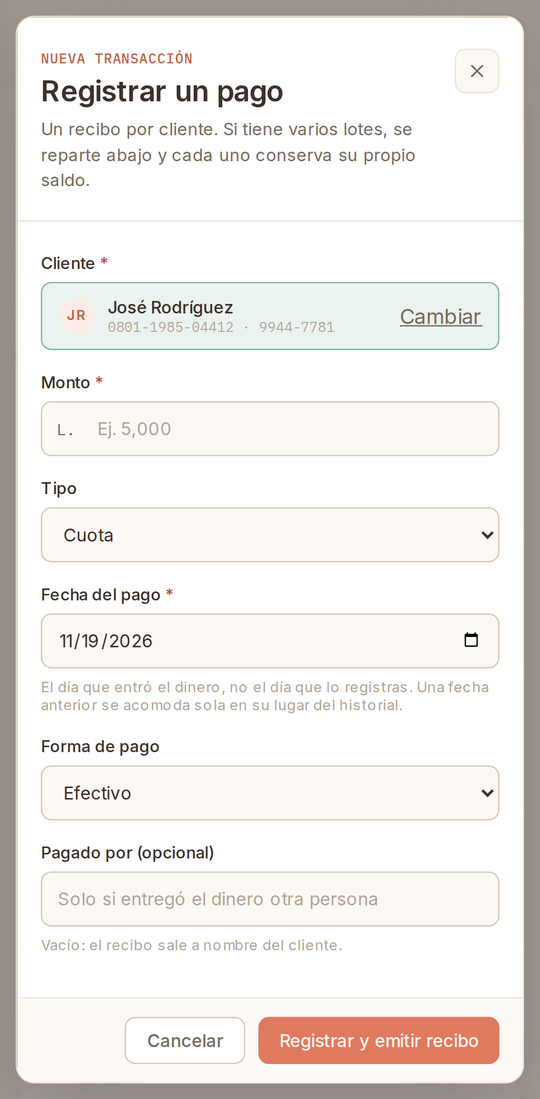 NUEVA TRANSACCIÓN
Registrar un pago
Un recibo por cliente. Si tiene varios lotes, se
reparte abajo y cada uno conserva su propio
saldo.
Cliente *
JR
José Rodríguez
0801-1985-04412 · 9944-7781
Cambiar
Monto *
L. Ej. 5,000
Tipo
Cuota
Fecha del pago *
11/19/2026
El día que entró el dinero, no el día que lo registras. Una fecha
anterior se acomoda sola en su lugar del historial.
Forma de pago
Efectivo
Pagado por (opcional)
Solo si entregó el dinero otra persona
Vacío: el recibo sale a nombre del cliente.
Cancelar
Registrar y emitir recibo